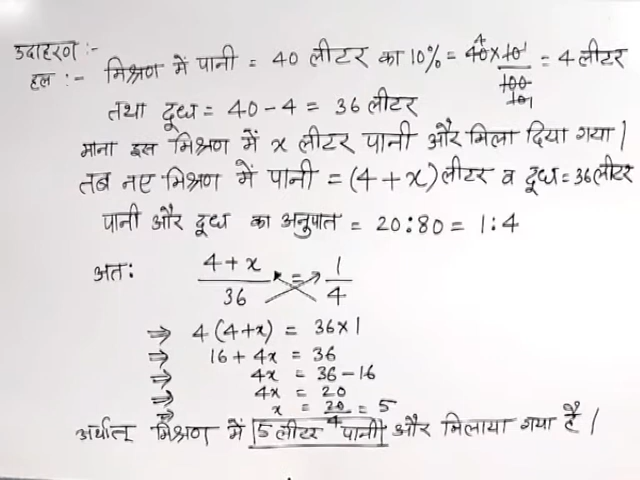 उदाहरण :-
हल :- मिश्रण में पानी = 40 लीटर का 10% = 40×10/100 = 4 लीटर
तथा दूध = 40 - 4 = 36 लीटर
माना इस मिश्रण में x लीटर पानी और मिला दिया गया।
तब नए मिश्रण में पानी = (4+x) लीटर व दूध = 36 लीटर
पानी और दूध का अनुपात = 20:80 = 1:4
अतः 4+x/36 = 1/4
⇒ 4(4+x) = 36×1
⇒ 16+4x = 36
⇒ 4x = 36-16
⇒ 4x = 20
⇒ x = 20/4 = 5
अर्थात् मिश्रण में 5 लीटर पानी और मिलाया गया है।